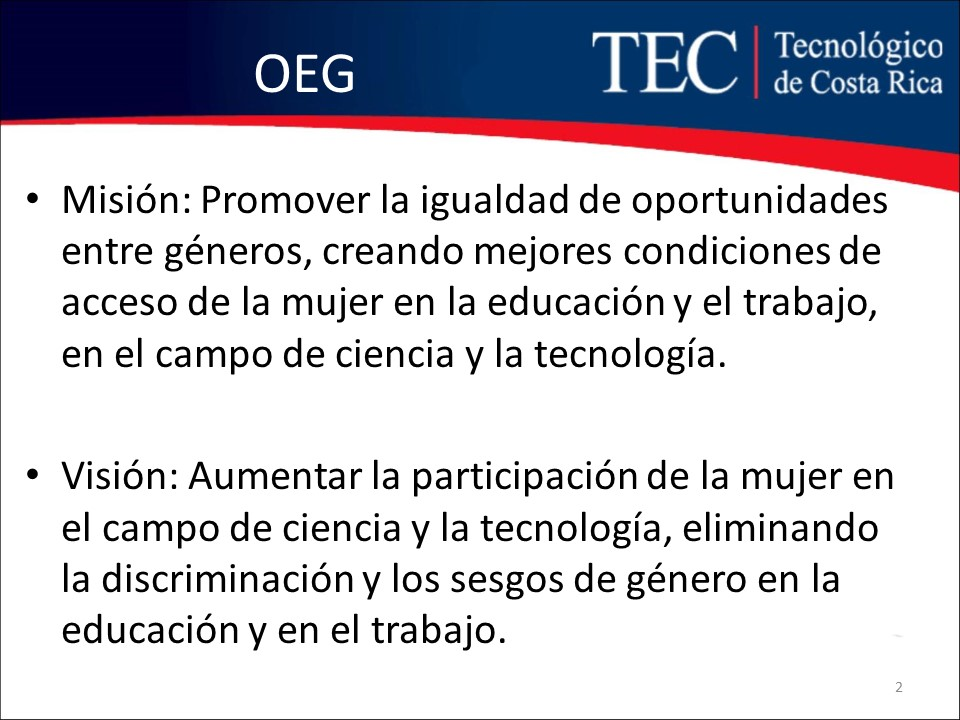 OEG
TEC
Tecnológico
de Costa Rica
• Misión: Promover la igualdad de oportunidades
entre géneros, creando mejores condiciones de
acceso de la mujer en la educación y el trabajo,
en el campo de ciencia y la tecnología.
• Visión: Aumentar la participación de la mujer en
el campo de ciencia y la tecnología, eliminando
la discriminación y los sesgos de género en la
educación y en el trabajo.
2